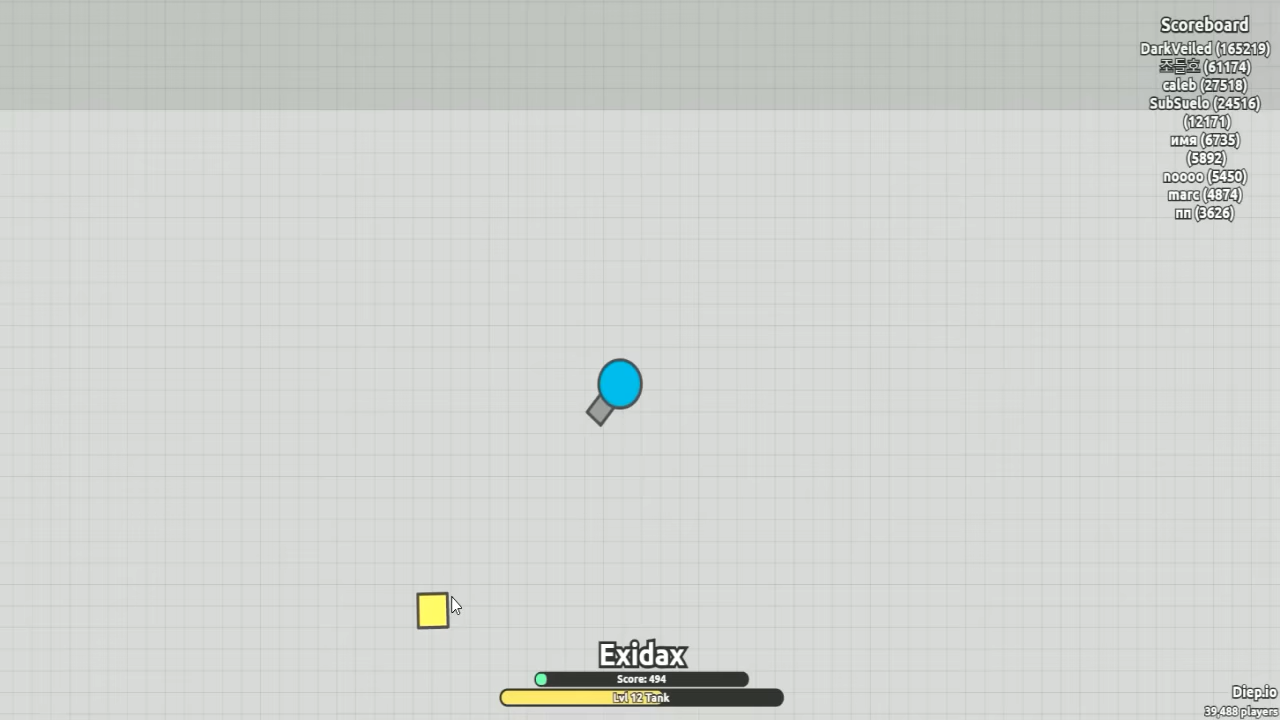 Scoreboard
DarkVeiled (165219)
조들호 (61174)
caleb (27518)
SubSuelo (24516)
(12171)
имя (6735)
(5892)
noooo (5450)
marc (4874)
пп (3626)
Exidax
Score: 494
Lvl 12 Tank
Diep.io
39,488 players